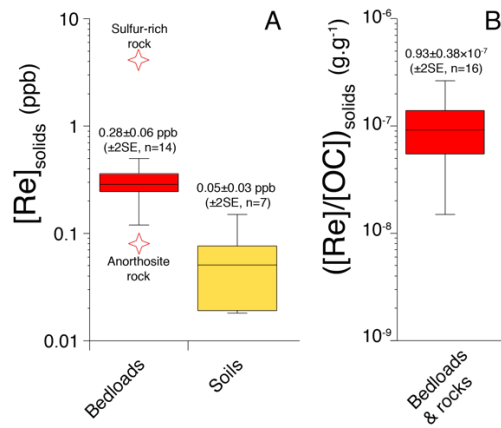 A
[Re]solids (ppb)
10
1
0.1
0.01
Sulfur-rich
rock
0.28±0.06 ppb
(±2SE, n=14)
0.05±0.03 ppb
(±2SE, n=7)
Anorthosite
rock
Bedloads
Soils
B
([Re]/[OC])solids (g.g⁻¹)
10⁻⁶
10⁻⁷
10⁻⁸
10⁻⁹
0.93±0.38×10⁻⁷
(±2SE, n=16)
Bedloads
& rocks